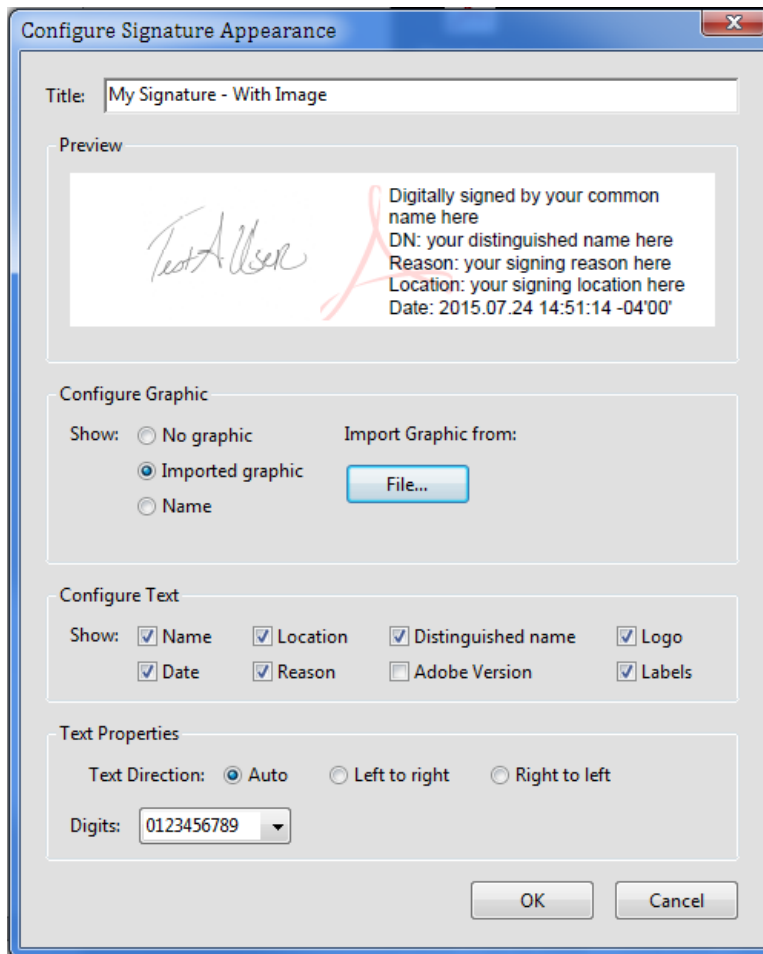 Configure Signature Appearance
Title: My Signature - With Image
Preview
Test A User
Digitally signed by your common
name here
DN: your distinguished name here
Reason: your signing reason here
Location: your signing location here
Date: 2015.07.24 14:51:14 -04'00'
Configure Graphic
Show: No graphic Import Graphic from:
Imported graphic File...
Name
Configure Text
Show: Name Location Distinguished name Logo
Date Reason Adobe Version Labels
Text Properties
Text Direction: Auto Left to right Right to left
Digits: 0123456789
OK Cancel